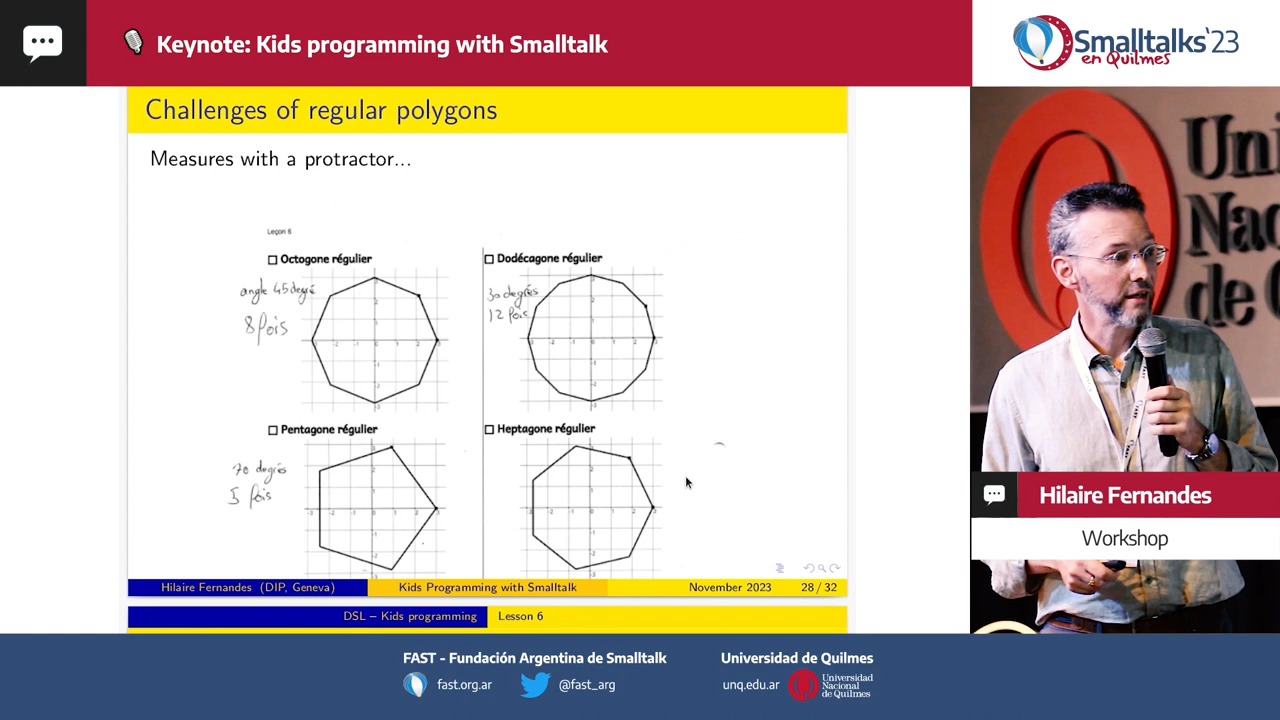 Keynote: Kids programming with Smalltalk
Smalltalks'23
en Quilmes
Challenges of regular polygons
Measures with a protractor...
Leçon 6
Octogone régulier
angle 45 degré
8 fois
Dodécagone régulier
30 degrés
12 fois
Pentagone régulier
70 degrés
5 fois
Heptagone régulier
Hilaire Fernandes (DIP, Geneva)
Kids Programming with Smalltalk
November 2023
28 / 32
DSL – Kids programming
Lesson 6
Uni
Nac
de Q
Hilaire Fernandes
Workshop
FAST - Fundación Argentina de Smalltalk
fast.org.ar
@fast_arg
Universidad de Quilmes
unq.edu.ar
Universidad
Nacional
de Quilmes